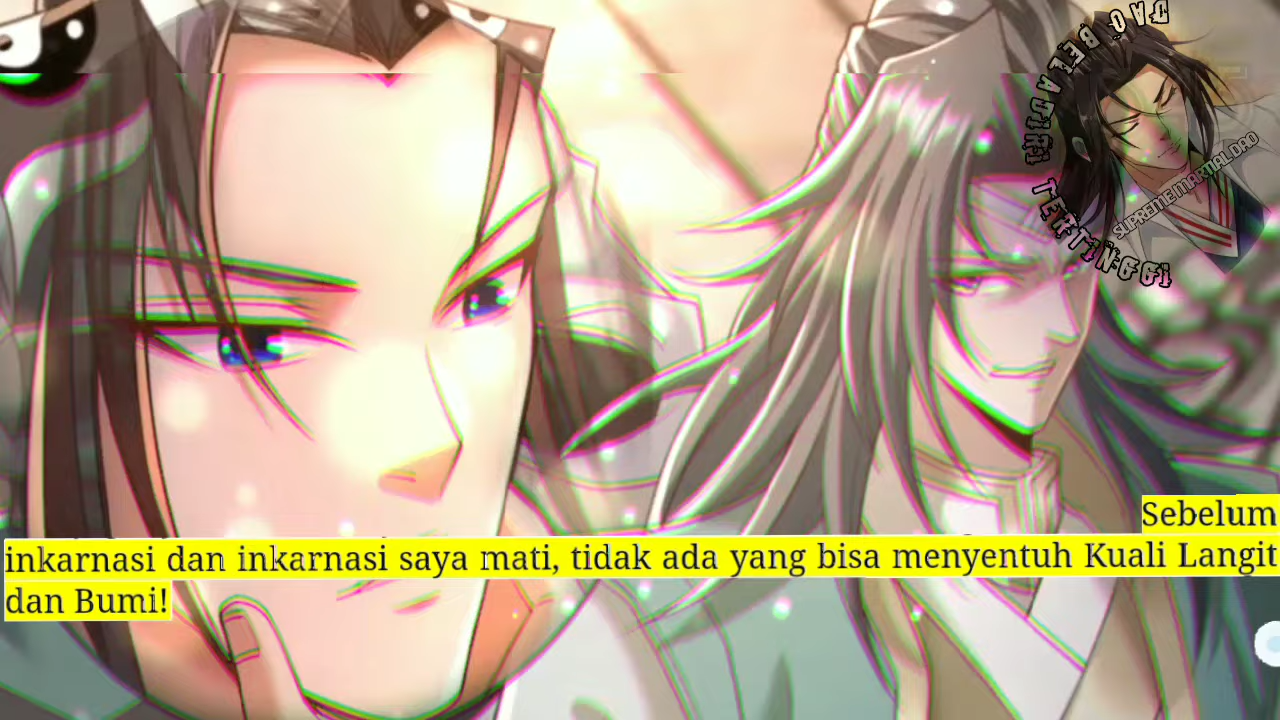 DAO BELADIRI TERTINGGI
SUPREME MARTIAL DAO
Sebelum
inkarnasi dan inkarnasi saya mati, tidak ada yang bisa menyentuh Kuali Langit
dan Bumi!